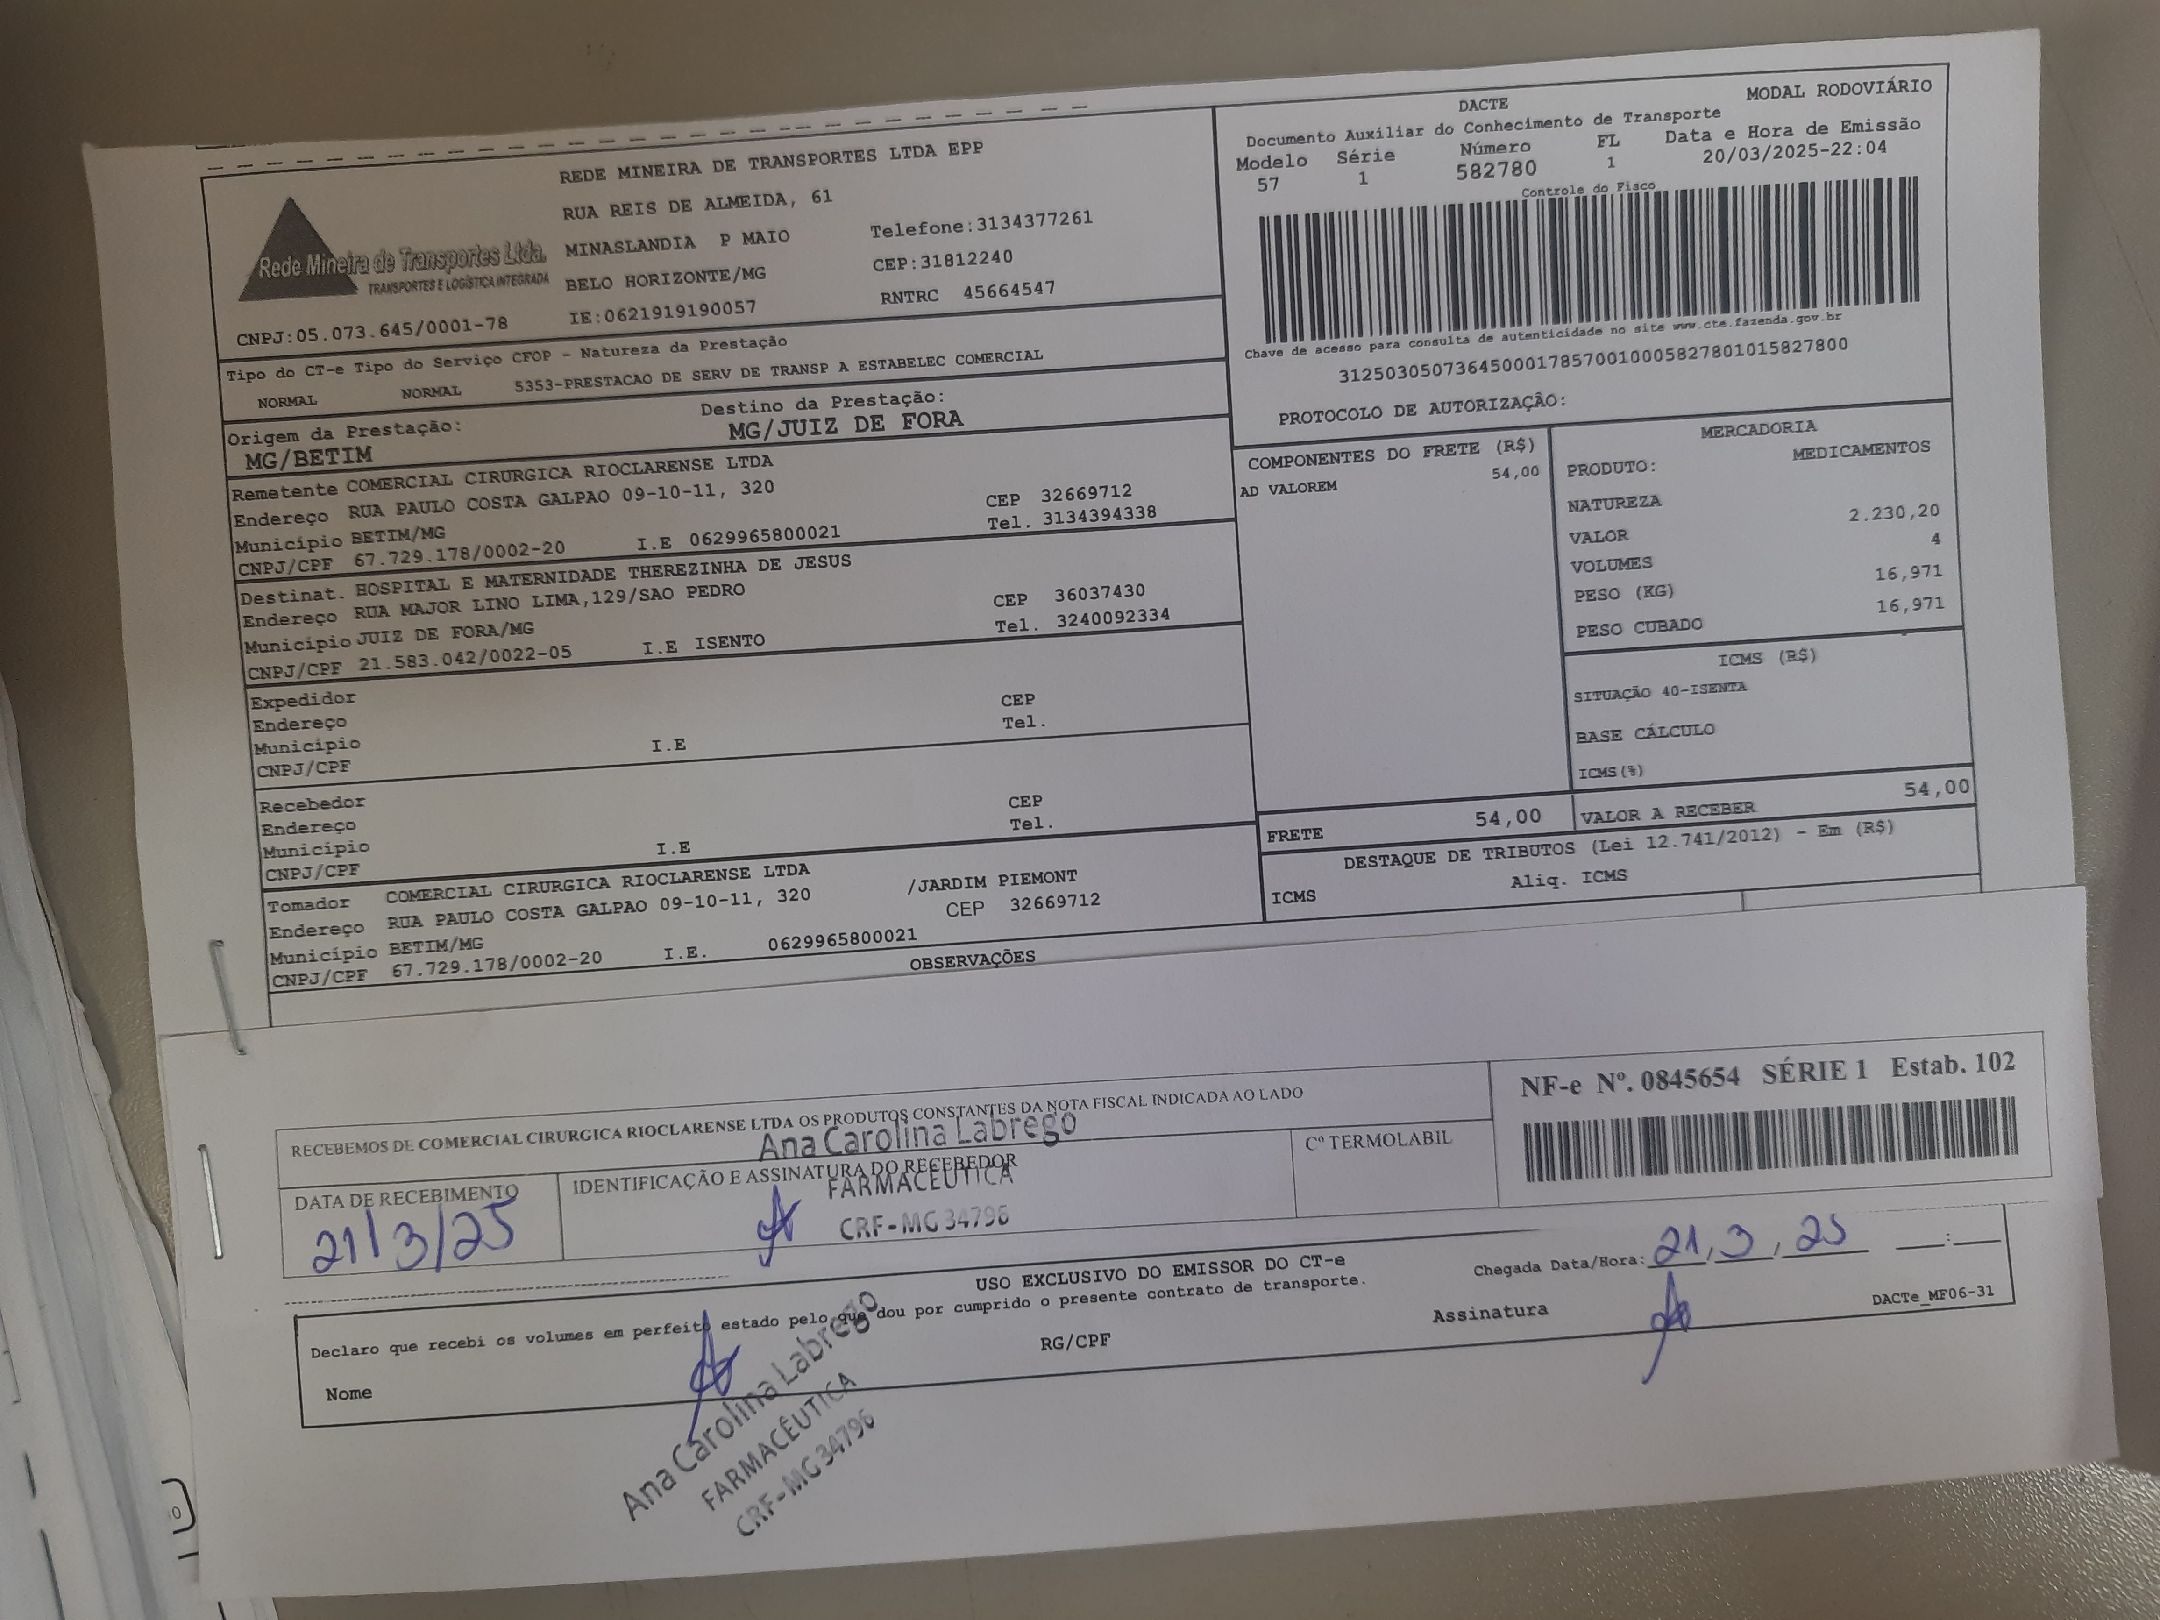 REDE MINEIRA DE TRANSPORTES LTDA EPP
RUA REIS DE ALMEIDA, 61
MINASLANDIA P MAIO Telefone:3134377261
BELO HORIZONTE/MG CEP:31812240
IE:0621919190057 RNTRC 45664547
Rede Mineira de Transportes Ltda.
TRANSPORTES E LOGÍSTICA INTEGRADA
CNPJ:05.073.645/0001-78
Tipo do CT-e Tipo do Serviço CFOP - Natureza da Prestação
NORMAL NORMAL 5353-PRESTACAO DE SERV DE TRANSP A ESTABELEC COMERCIAL
Origem da Prestação: Destino da Prestação:
MG/BETIM MG/JUIZ DE FORA
Remetente COMERCIAL CIRURGICA RIOCLARENSE LTDA
Endereço RUA PAULO COSTA GALPAO 09-10-11, 320 CEP 32669712
Município BETIM/MG Tel. 3134394338
CNPJ/CPF 67.729.178/0002-20 I.E 0629965800021
Destinat. HOSPITAL E MATERNIDADE THEREZINHA DE JESUS
Endereço RUA MAJOR LINO LIMA,129/SAO PEDRO CEP 36037430
Município JUIZ DE FORA/MG Tel. 3240092334
CNPJ/CPF 21.583.042/0022-05 I.E ISENTO
Expedidor CEP
Endereço Tel.
Município I.E
CNPJ/CPF
Recebedor CEP
Endereço Tel.
Município I.E
CNPJ/CPF
Tomador COMERCIAL CIRURGICA RIOCLARENSE LTDA /JARDIM PIEMONT
Endereço RUA PAULO COSTA GALPAO 09-10-11, 320 CEP 32669712
Município BETIM/MG
CNPJ/CPF 67.729.178/0002-20 I.E. 0629965800021
OBSERVAÇÕES
DACTE MODAL RODOVIÁRIO
Documento Auxiliar do Conhecimento de Transporte
Modelo Série Número FL Data e Hora de Emissão
57 1 582780 1 20/03/2025-22:04
Controle do Fisco
Chave de acesso para consulta de autenticidade no site www.cte.fazenda.gov.br
31250305073645000178570010005827801015827800
PROTOCOLO DE AUTORIZAÇÃO:
COMPONENTES DO FRETE (R$)
AD VALOREM 54,00
MERCADORIA
PRODUTO: MEDICAMENTOS
NATUREZA
VALOR 2.230,20
VOLUMES 4
PESO (KG) 16,971
PESO CUBADO 16,971
ICMS (R$)
SITUAÇÃO 40-ISENTA
BASE CÁLCULO
ICMS(%)
FRETE 54,00 VALOR A RECEBER 54,00
DESTAQUE DE TRIBUTOS (Lei 12.741/2012) - Em (R$)
ICMS Aliq. ICMS
RECEBEMOS DE COMERCIAL CIRURGICA RIOCLARENSE LTDA OS PRODUTOS CONSTANTES DA NOTA FISCAL INDICADA AO LADO
NF-e Nº. 0845654 SÉRIE 1 Estab. 102
DATA DE RECEBIMENTO IDENTIFICAÇÃO E ASSINATURA DO RECEBEDOR Cº TERMOLABIL
21/3/25
Ana Carolina Labrego
FARMACÊUTICA
CRF-MG 34796
USO EXCLUSIVO DO EMISSOR DO CT-e
Declaro que recebi os volumes em perfeito estado pelo que dou por cumprido o presente contrato de transporte.
Chegada Data/Hora: 21, 3, 25 __:__
Nome RG/CPF Assinatura DACTe_MF06-31
Ana Carolina Labrego
FARMACÊUTICA
CRF-MG 34796